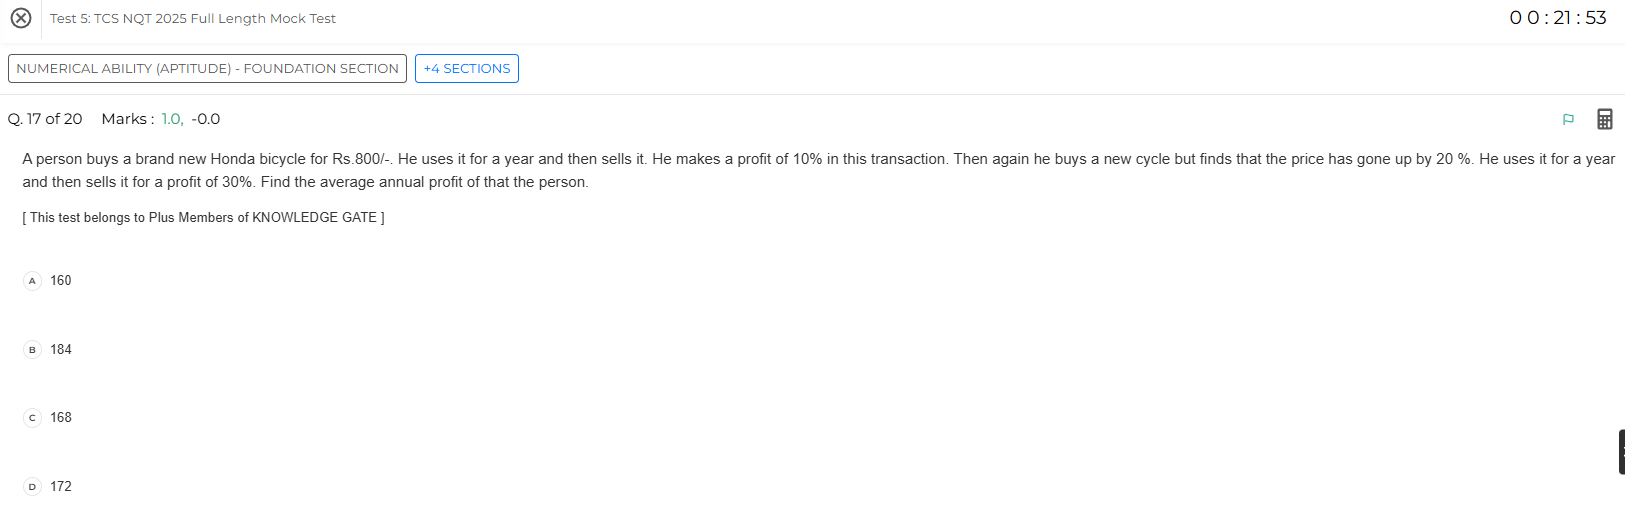 Test 5: TCS NQT 2025 Full Length Mock Test
0 0 : 21 : 53
NUMERICAL ABILITY (APTITUDE) - FOUNDATION SECTION
+4 SECTIONS
Q. 17 of 20 Marks : 1.0, -0.0
A person buys a brand new Honda bicycle for Rs.800/-. He uses it for a year and then sells it. He makes a profit of 10% in this transaction. Then again he buys a new cycle but finds that the price has gone up by 20 %. He uses it for a year
and then sells it for a profit of 30%. Find the average annual profit of that the person.
[ This test belongs to Plus Members of KNOWLEDGE GATE ]
A 160
B 184
C 168
D 172